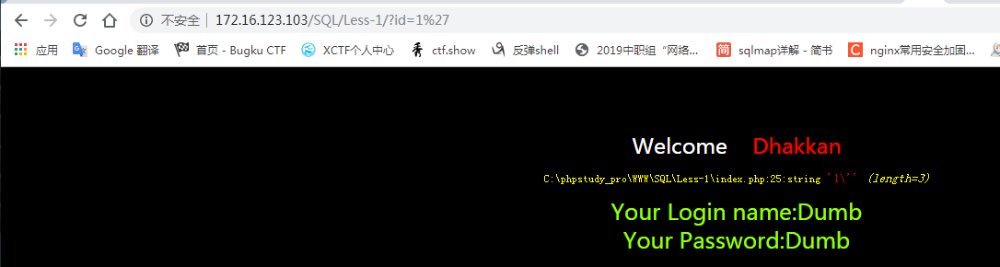 不安全 | 172.16.123.103/SQL/Less-1/?id=1%27
应用 Google 翻译 首页 - Bugku CTF XCTF个人中心 ctf.show 反弹shell 2019中职组“网络... sqlmap详解 - 简书 nginx常用安全加固...
Welcome Dhakkan
C:\phpstudy_pro\WWW\SQL\Less-1\index.php:25:string '1\'' (length=3)
Your Login name:Dumb
Your Password:Dumb